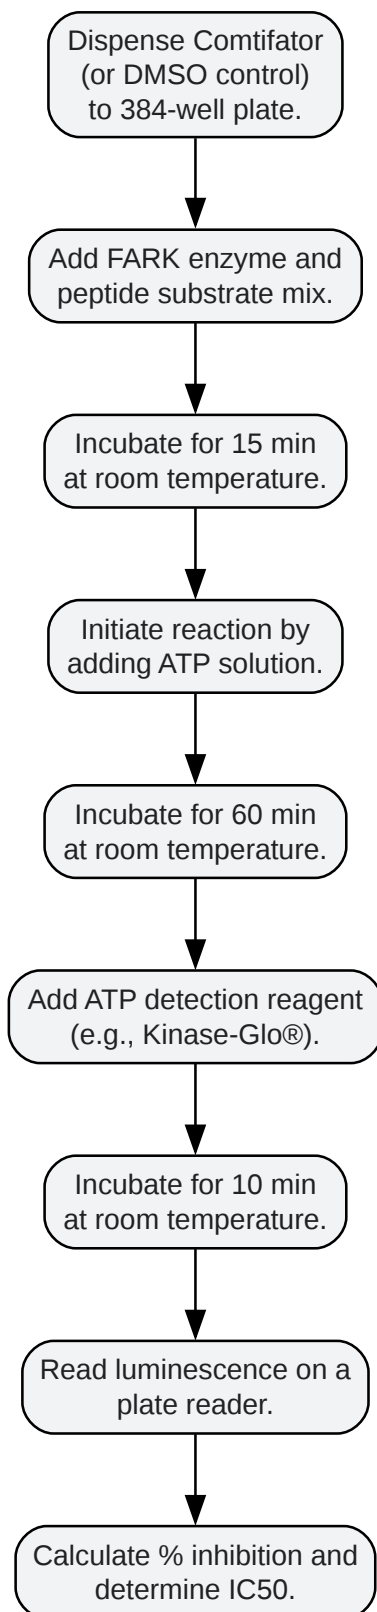 Dispense Comtifator
(or DMSO control)
to 384-well plate.
Add FARK enzyme and
peptide substrate mix.
Incubate for 15 min
at room temperature.
Initiate reaction by
adding ATP solution.
Incubate for 60 min
at room temperature.
Add ATP detection reagent
(e.g., Kinase-Glo®).
Incubate for 10 min
at room temperature.
Read luminescence on a
plate reader.
Calculate % inhibition and
determine IC50.